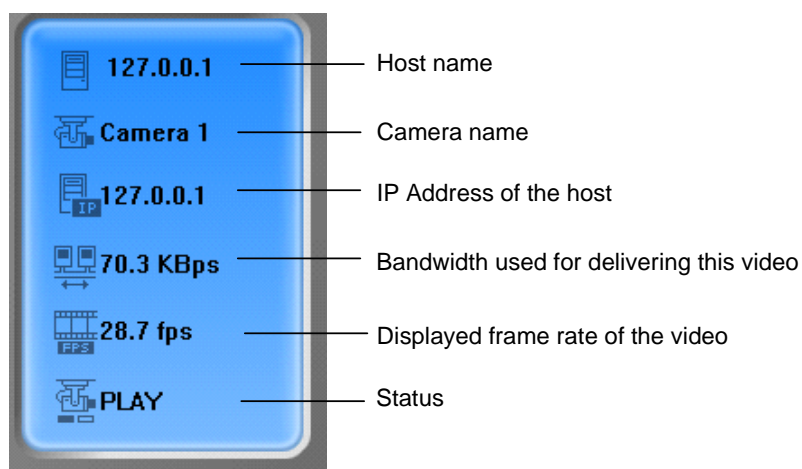 127.0.0.1 Host name
Camera 1 Camera name
IP 127.0.0.1 IP Address of the host
70.3 KBps Bandwidth used for delivering this video
FPS 28.7 fps Displayed frame rate of the video
PLAY Status